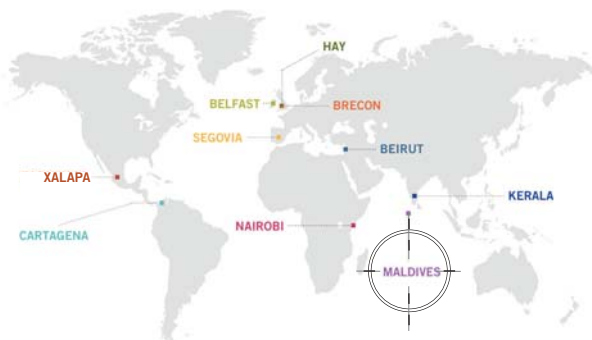 HAY
BELFAST
BRECON
SEGOVIA
BEIRUT
XALAPA
KERALA
CARTAGENA
NAIROBI
MALDIVES